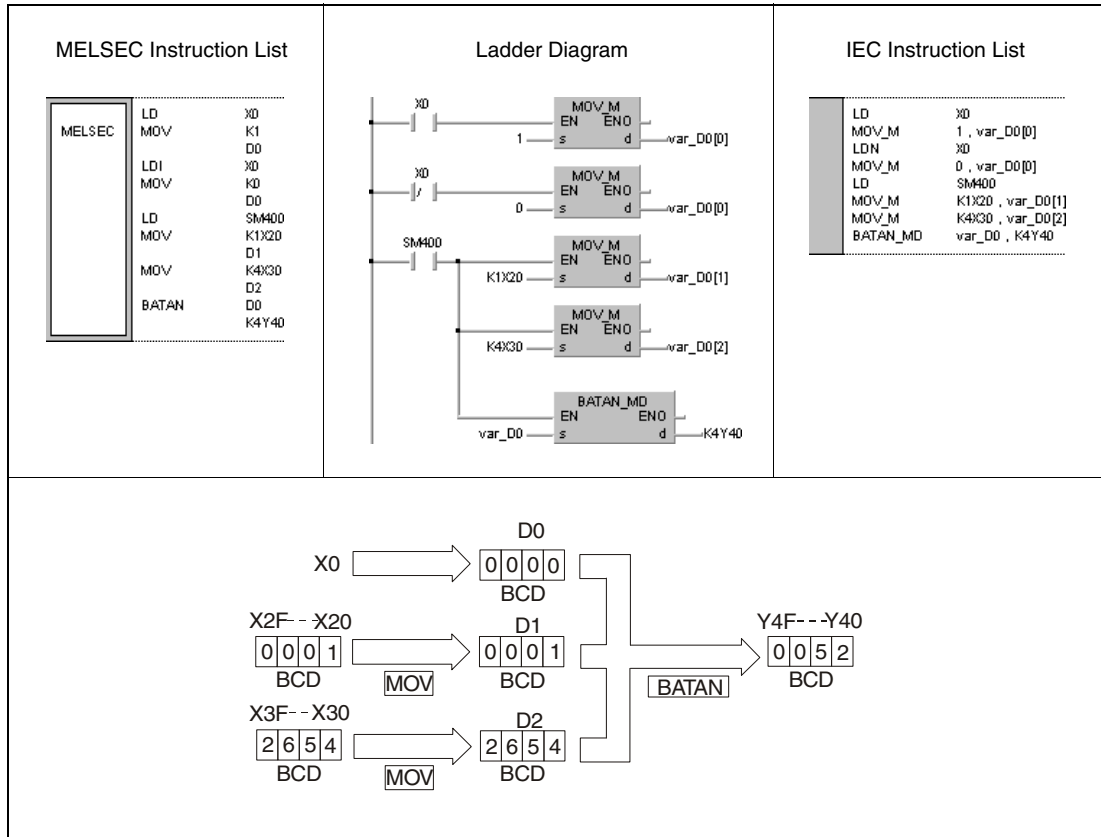 MELSEC Instruction List
MELSEC
LD X0
MOV K1
D0
LDI X0
MOV K0
D0
LD SM400
MOV K1X20
D1
MOV K4X30
D2
BATAN D0
K4Y40
Ladder Diagram
X0
MOV_M
EN ENO
1 s d var_D0[0]
X0
/
MOV_M
EN ENO
0 s d var_D0[0]
SM400
MOV_M
EN ENO
K1X20 s d var_D0[1]
MOV_M
EN ENO
K4X30 s d var_D0[2]
BATAN_MD
EN ENO
var_D0 s d K4Y40
IEC Instruction List
LD X0
MOV_M 1 , var_D0[0]
LDN X0
MOV_M 0 , var_D0[0]
LD SM400
MOV_M K1X20 , var_D0[1]
MOV_M K4X30 , var_D0[2]
BATAN_MD var_D0 , K4Y40
D0
X0 0 0 0 0
BCD
X2F---X20 D1 Y4F---Y40
0 0 0 1 0 0 0 1 0 0 5 2
BCD MOV BCD BATAN BCD
X3F---X30 D2
2 6 5 4 2 6 5 4
BCD MOV BCD